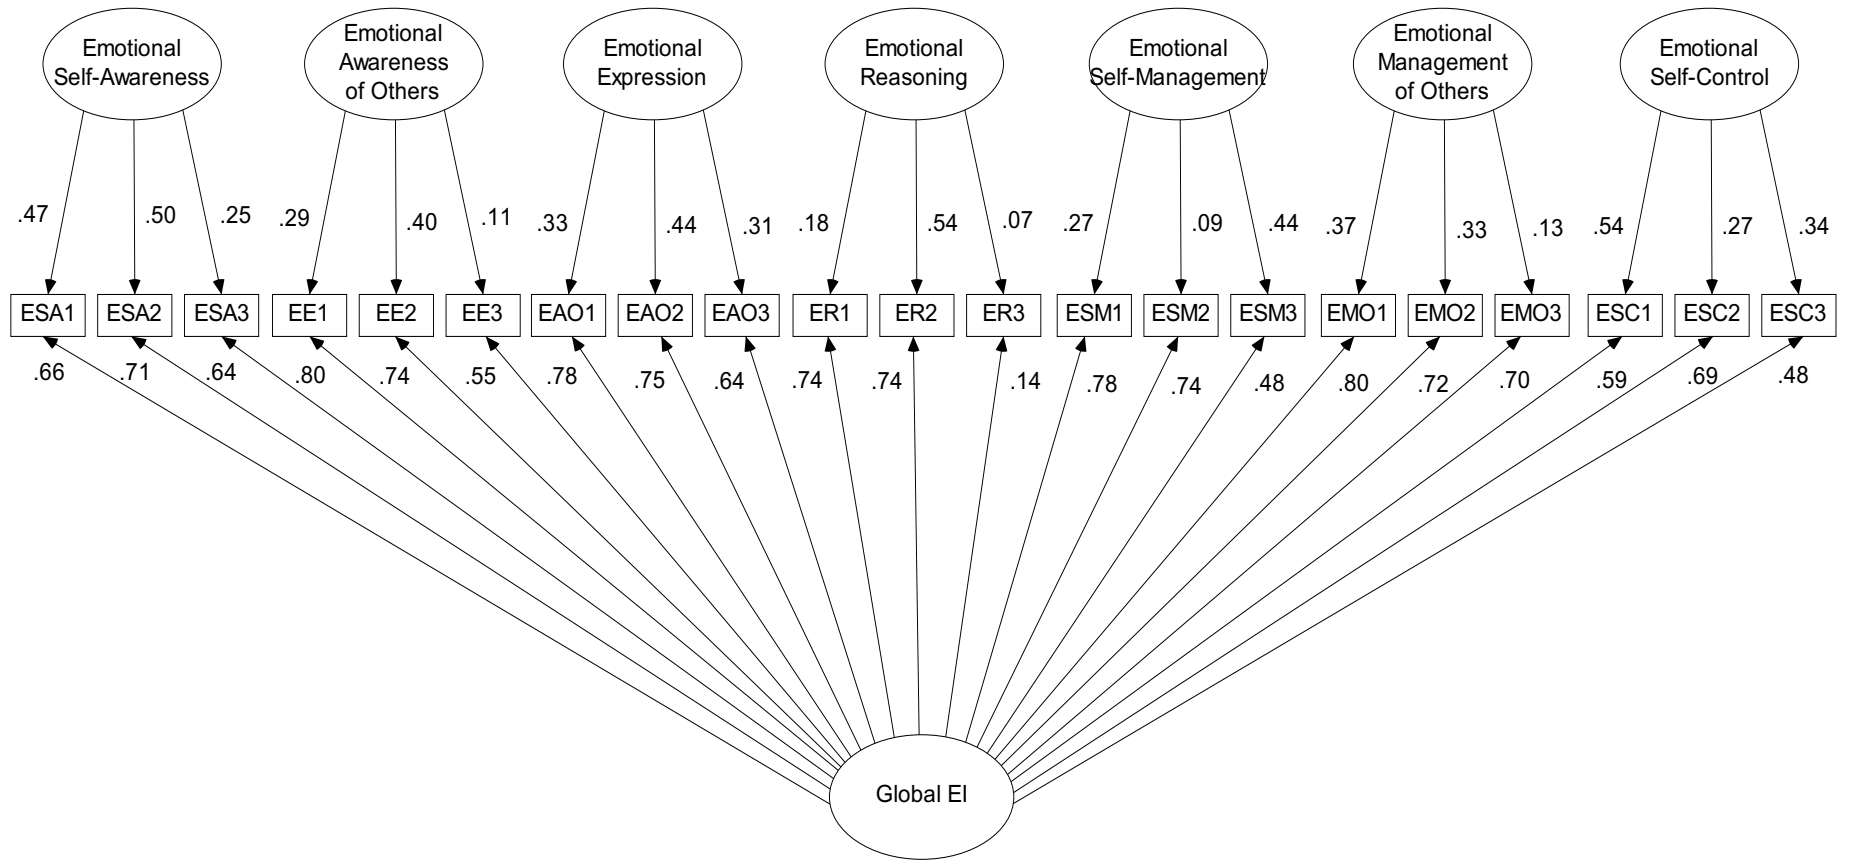 Emotional
Self-Awareness
Emotional
Awareness
of Others
Emotional
Expression
Emotional
Reasoning
Emotional
Self-Management
Emotional
Management
of Others
Emotional
Self-Control
.47 .50 .25 .29 .40 .11 .33 .44 .31 .18 .54 .07 .27 .09 .44 .37 .33 .13 .54 .27 .34
ESA1 ESA2 ESA3 EE1 EE2 EE3 EAO1 EAO2 EAO3 ER1 ER2 ER3 ESM1 ESM2 ESM3 EMO1 EMO2 EMO3 ESC1 ESC2 ESC3
.66 .71 .64 .80 .74 .55 .78 .75 .64 .74 .74 .14 .78 .74 .48 .80 .72 .70 .59 .69 .48
Global EI